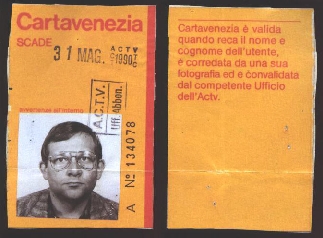 Cartavenezia
SCADE
31 MAG.
ACTV
A.C.T.V.
Uff. Abbon.
A Nº 134078
Cartavenezia è valida
quando reca il nome e
cognome dell'utente,
è corredata da una sua
fotografia ed è convalidata
dal competente Ufficio
dell'Actv.